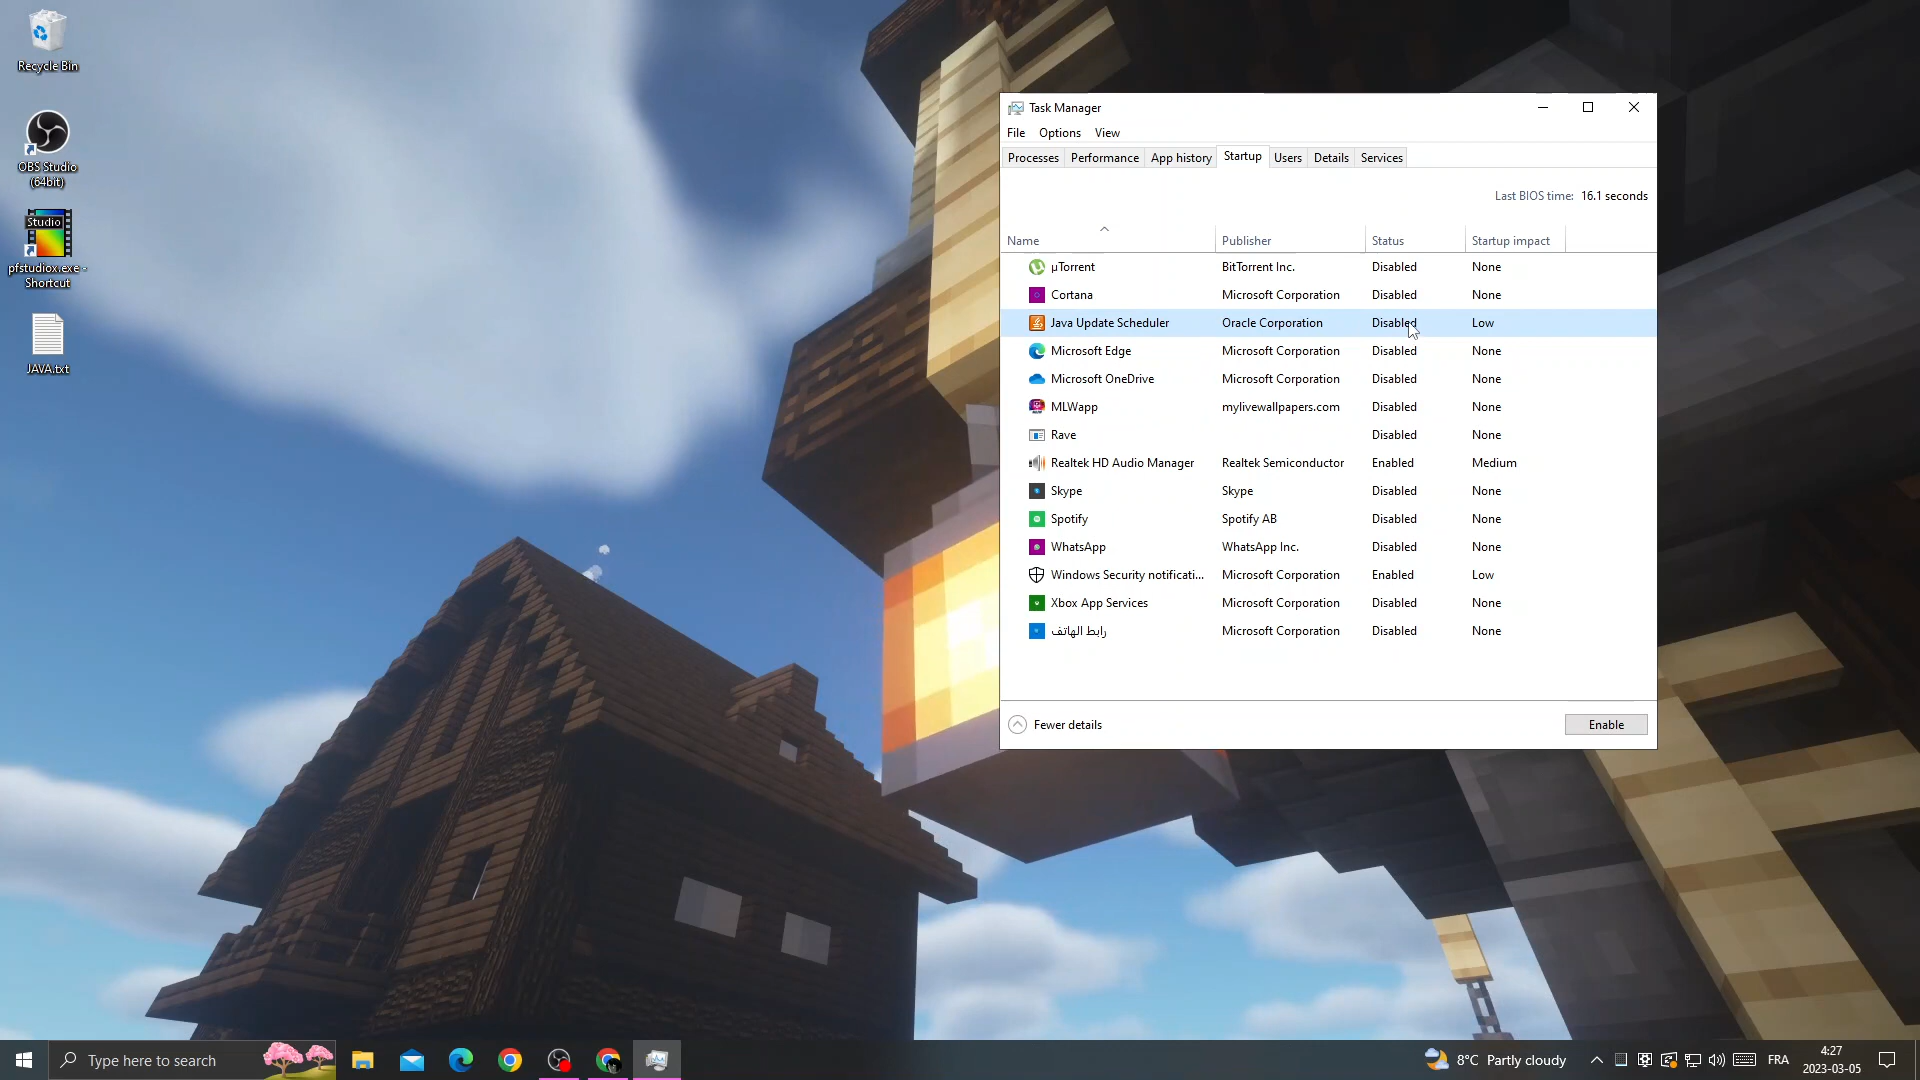 Recycle Bin
OBS Studio
(64bit)
Studio
pfstudiox.exe -
Shortcut
JAVA.txt
Task Manager
File Options View
Processes Performance App history Startup Users Details Services
Last BIOS time: 16.1 seconds
Name Publisher Status Startup impact
µTorrent BitTorrent Inc. Disabled None
Cortana Microsoft Corporation Disabled None
Java Update Scheduler Oracle Corporation Disabled Low
Microsoft Edge Microsoft Corporation Disabled None
Microsoft OneDrive Microsoft Corporation Disabled None
MLWapp mylivewallpapers.com Disabled None
Rave Disabled None
Realtek HD Audio Manager Realtek Semiconductor Enabled Medium
Skype Skype Disabled None
Spotify Spotify AB Disabled None
WhatsApp WhatsApp Inc. Disabled None
Windows Security notificati... Microsoft Corporation Enabled Low
Xbox App Services Microsoft Corporation Disabled None
رابط الهاتف Microsoft Corporation Disabled None
Fewer details Enable
Type here to search 8°C Partly cloudy FRA 4:27
2023-03-05